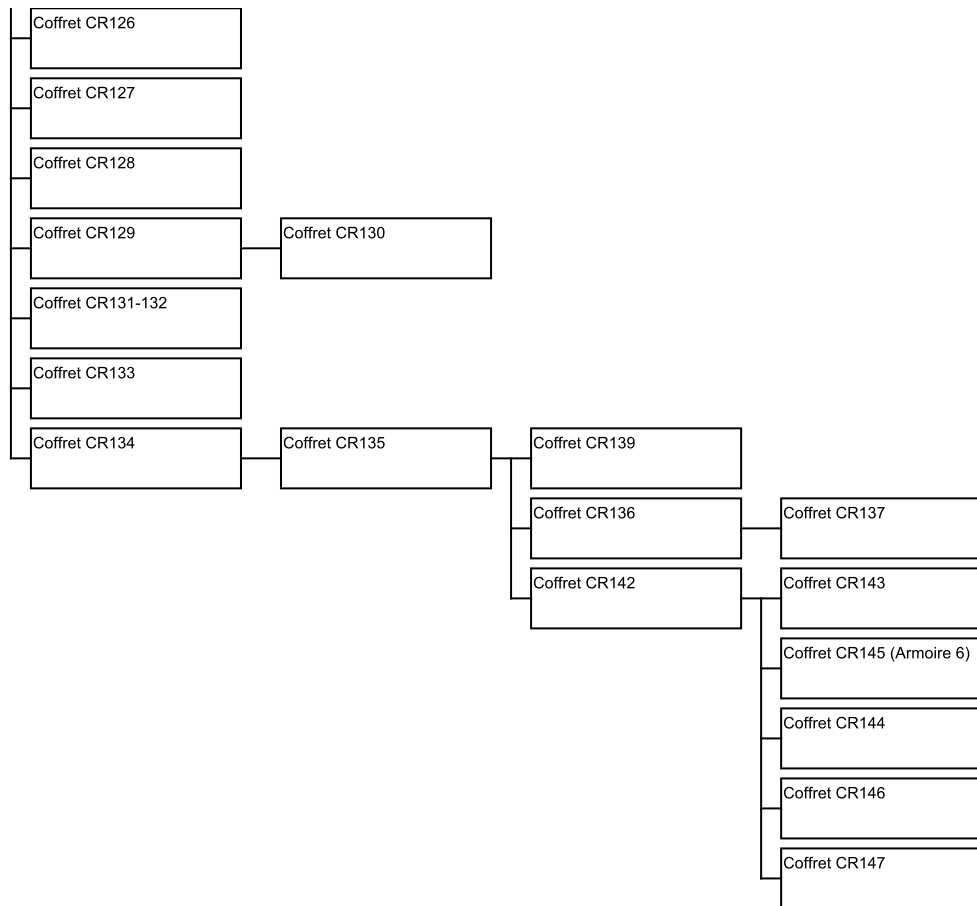 Coffret CR126
Coffret CR127
Coffret CR128
Coffret CR129
Coffret CR130
Coffret CR131-132
Coffret CR133
Coffret CR134
Coffret CR135
Coffret CR139
Coffret CR136
Coffret CR137
Coffret CR142
Coffret CR143
Coffret CR145 (Armoire 6)
Coffret CR144
Coffret CR146
Coffret CR147